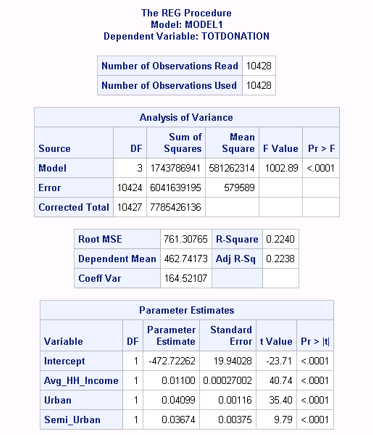 The REG Procedure
Model: MODEL1
Dependent Variable: TOTDONATION
Number of Observations Read 10428
Number of Observations Used 10428
Analysis of Variance
Source DF Sum of Squares Mean Square F Value Pr > F
Model 3 1743786941 581262314 1002.89 <.0001
Error 10424 6041639195 579589
Corrected Total 10427 7785426136
Root MSE 761.30765 R-Square 0.2240
Dependent Mean 462.74173 Adj R-Sq 0.2238
Coeff Var 164.52107
Parameter Estimates
Variable DF Parameter Estimate Standard Error t Value Pr > |t|
Intercept 1 -472.72262 19.94028 -23.71 <.0001
Avg_HH_Income 1 0.01100 0.00027002 40.74 <.0001
Urban 1 0.04099 0.00116 35.40 <.0001
Semi_Urban 1 0.03674 0.00375 9.79 <.0001